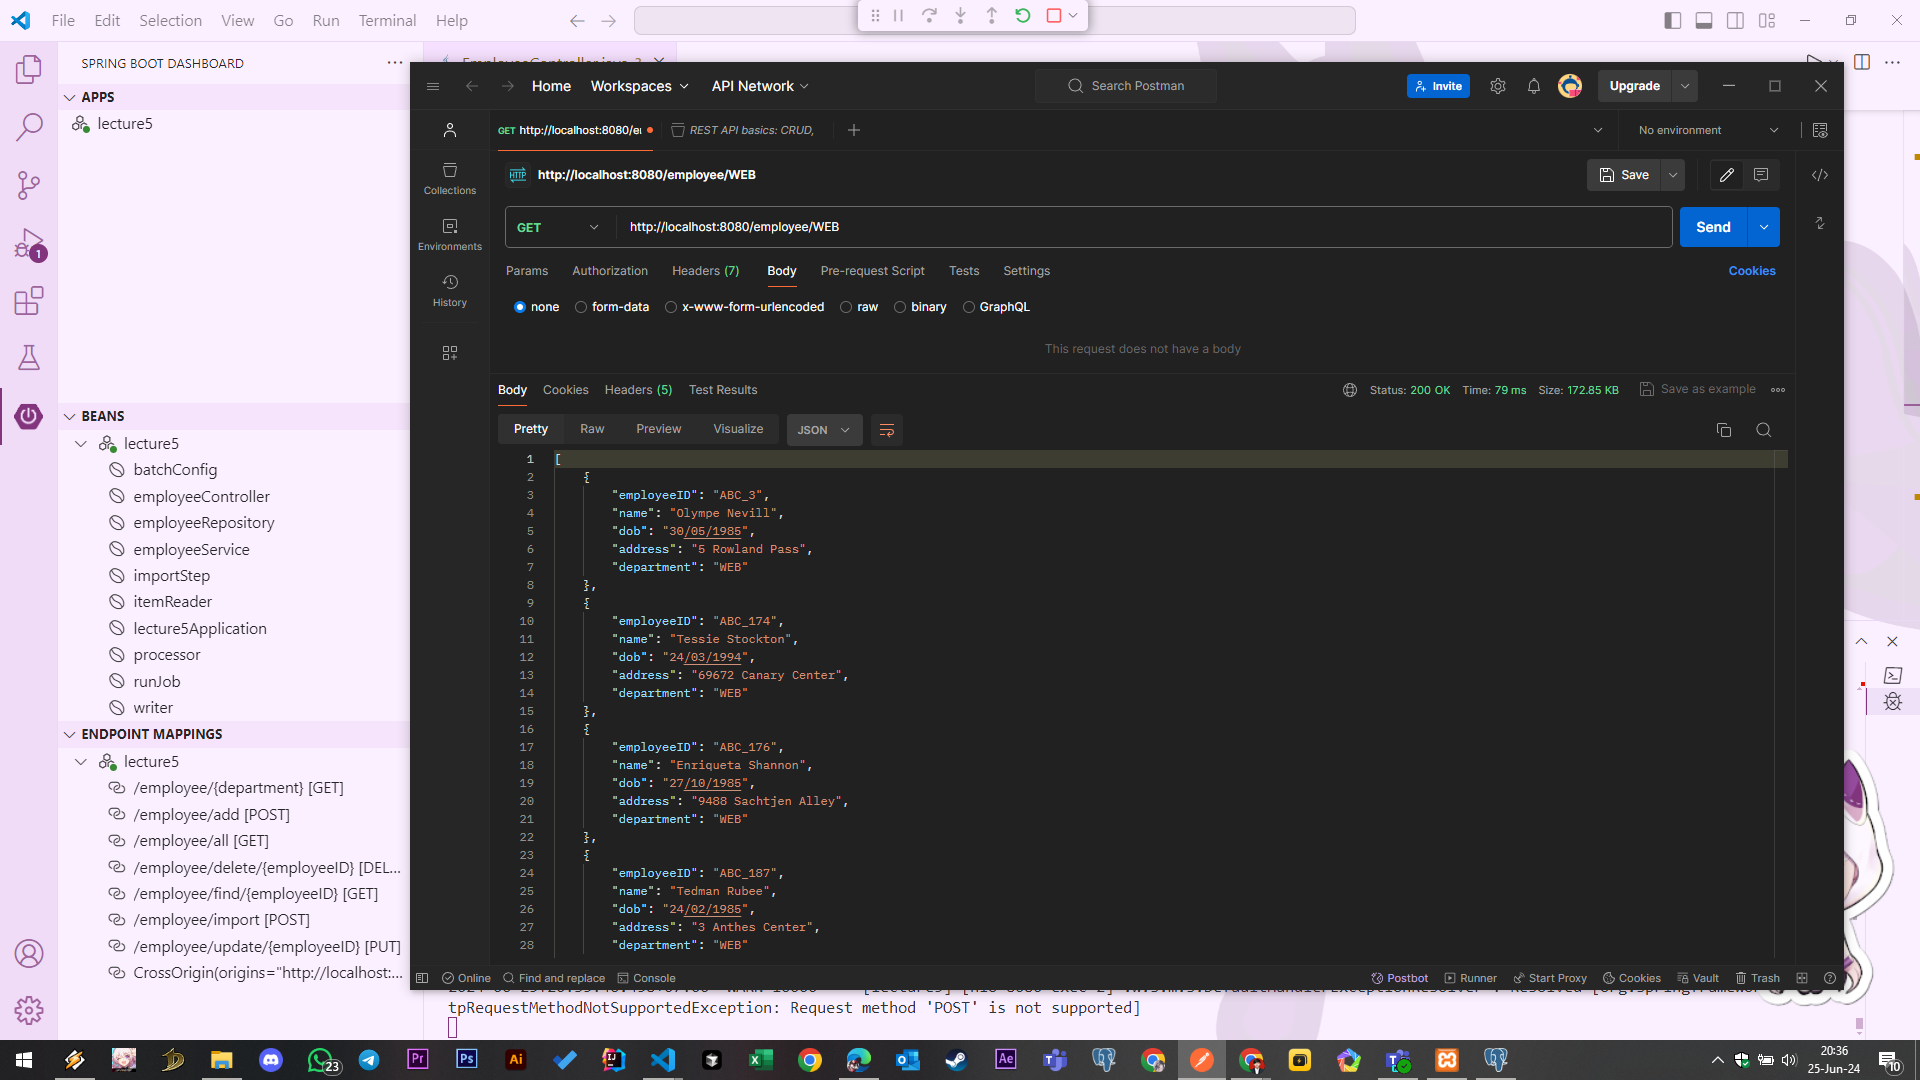 File Edit Selection View Go Run Terminal Help
SPRING BOOT DASHBOARD
APPS
lecture5
1
BEANS
lecture5
batchConfig
employeeController
employeeRepository
employeeService
importStep
itemReader
lecture5Application
processor
runJob
writer
ENDPOINT MAPPINGS
lecture5
/employee/{department} [GET]
/employee/add [POST]
/employee/all [GET]
/employee/delete/{employeeID} [DEL...
/employee/find/{employeeID} [GET]
/employee/import [POST]
/employee/update/{employeeID} [PUT]
CrossOrigin(origins="http://localhost:...
Home Workspaces API Network Search Postman Invite Upgrade
GET http://localhost:8080/e REST API basics: CRUD, No environment
Collections
Environments
History
HTTP http://localhost:8080/employee/WEB Save
GET http://localhost:8080/employee/WEB Send
Params Authorization Headers (7) Body Pre-request Script Tests Settings Cookies
none form-data x-www-form-urlencoded raw binary GraphQL
This request does not have a body
Body Cookies Headers (5) Test Results Status: 200 OK Time: 79 ms Size: 172.85 KB Save as example
Pretty Raw Preview Visualize JSON
1 [
2 {
3 "employeeID": "ABC_3",
4 "name": "Olympe Nevill",
5 "dob": "30/05/1985",
6 "address": "5 Rowland Pass",
7 "department": "WEB"
8 },
9 {
10 "employeeID": "ABC_174",
11 "name": "Tessie Stockton",
12 "dob": "24/03/1994",
13 "address": "69672 Canary Center",
14 "department": "WEB"
15 },
16 {
17 "employeeID": "ABC_176",
18 "name": "Enriqueta Shannon",
19 "dob": "27/10/1985",
20 "address": "9488 Sachtjen Alley",
21 "department": "WEB"
22 },
23 {
24 "employeeID": "ABC_187",
25 "name": "Tedman Rubee",
26 "dob": "24/02/1985",
27 "address": "3 Anthes Center",
28 "department": "WEB"
Online Find and replace Console Postbot Runner Start Proxy Cookies Vault Trash
tpRequestMethodNotSupportedException: Request method 'POST' is not supported]
23 Pr Ps Ai Ae
20:36
25-Jun-24
10